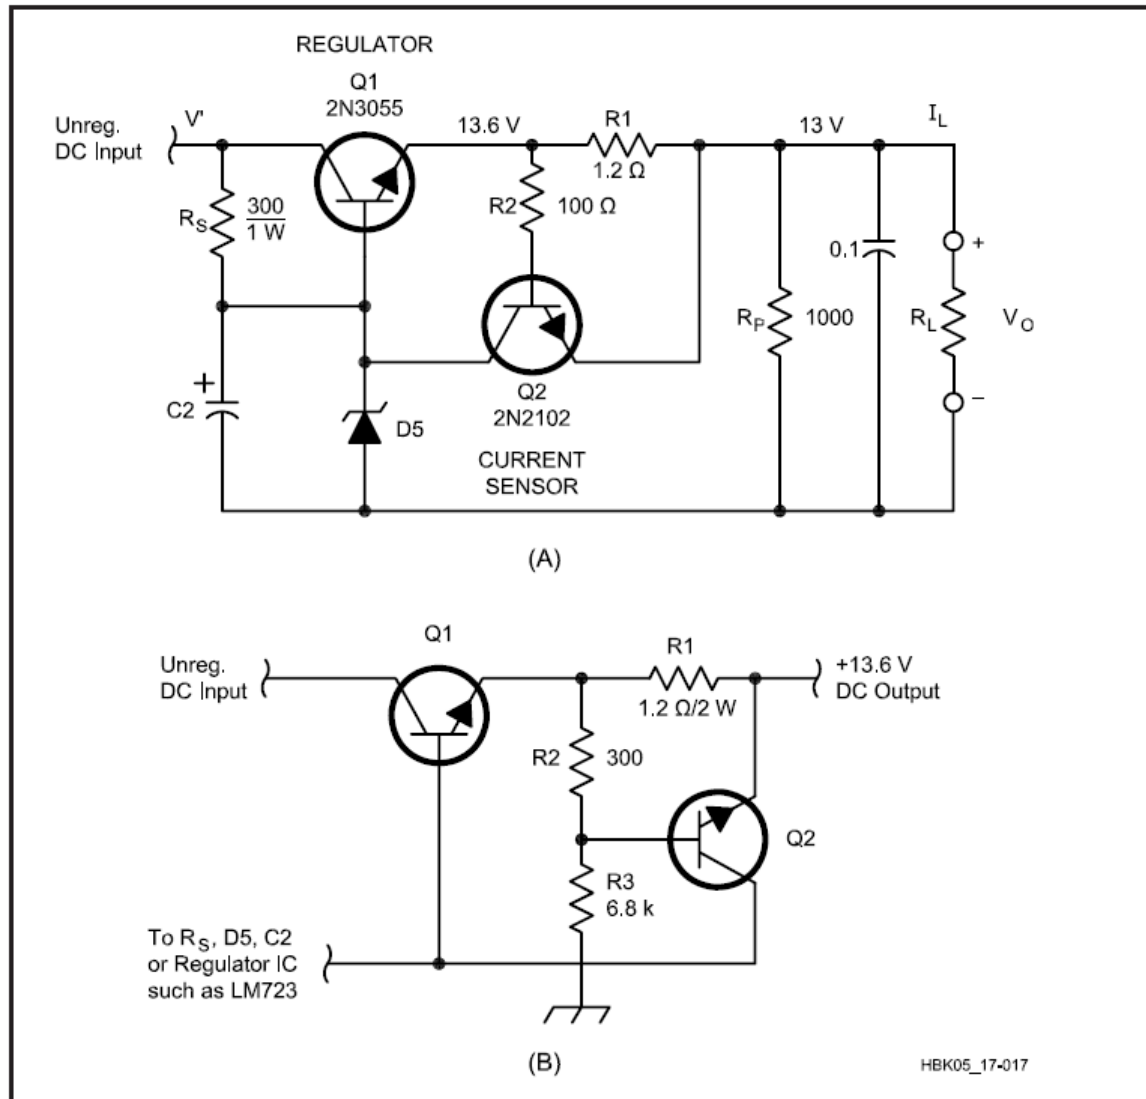 REGULATOR
Q1
2N3055
Unreg.
DC Input
V'
13.6 V
R1
1.2 Ω
13 V
I_L
R_S
300
1 W
R2
100 Ω
0.1
+
R_P
1000
R_L
V_O
+
C2
D5
Q2
2N2102
–
CURRENT
SENSOR
(A)
Q1
R1
Unreg.
DC Input
1.2 Ω/2 W
+13.6 V
DC Output
R2
300
Q2
R3
6.8 k
To R_S, D5, C2
or Regulator IC
such as LM723
(B)
HBK05_17-017